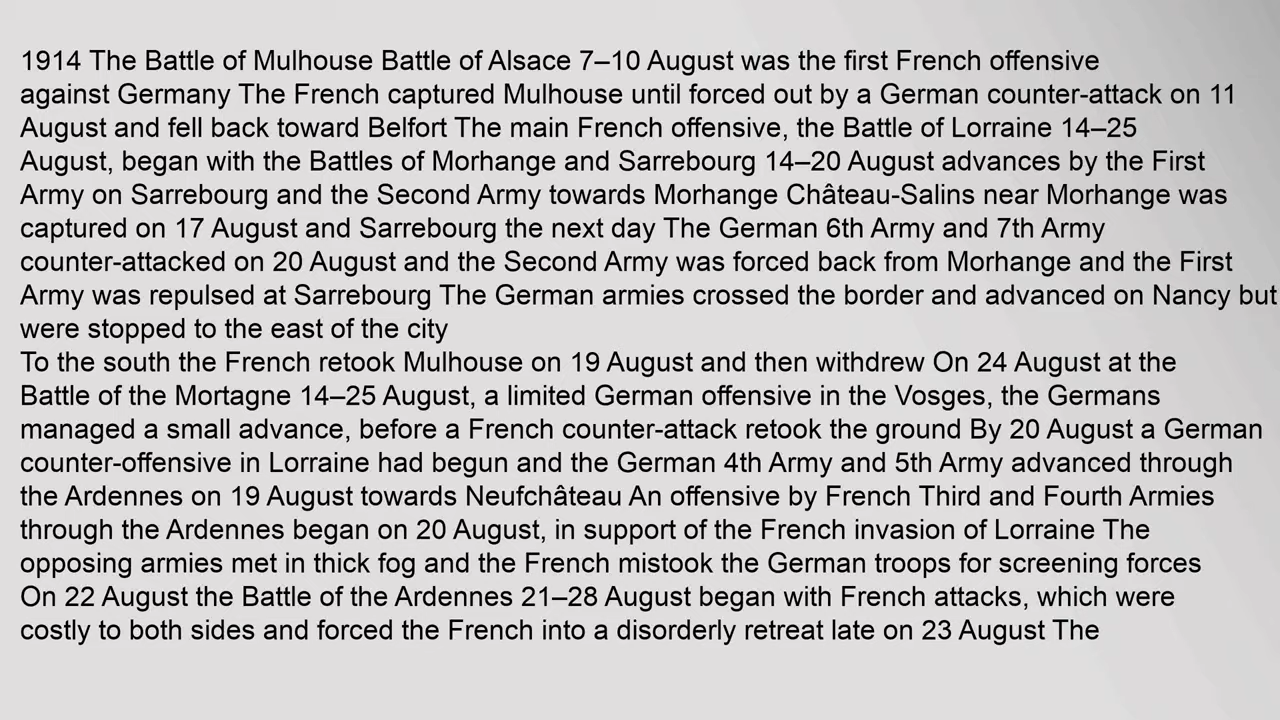 1914 The Battle of Mulhouse Battle of Alsace 7–10 August was the first French offensive
against Germany The French captured Mulhouse until forced out by a German counter-attack on 11
August and fell back toward Belfort The main French offensive, the Battle of Lorraine 14–25
August, began with the Battles of Morhange and Sarrebourg 14–20 August advances by the First
Army on Sarrebourg and the Second Army towards Morhange Château-Salins near Morhange was
captured on 17 August and Sarrebourg the next day The German 6th Army and 7th Army
counter-attacked on 20 August and the Second Army was forced back from Morhange and the First
Army was repulsed at Sarrebourg The German armies crossed the border and advanced on Nancy but
were stopped to the east of the city
To the south the French retook Mulhouse on 19 August and then withdrew On 24 August at the
Battle of the Mortagne 14–25 August, a limited German offensive in the Vosges, the Germans
managed a small advance, before a French counter-attack retook the ground By 20 August a German
counter-offensive in Lorraine had begun and the German 4th Army and 5th Army advanced through
the Ardennes on 19 August towards Neufchâteau An offensive by French Third and Fourth Armies
through the Ardennes began on 20 August, in support of the French invasion of Lorraine The
opposing armies met in thick fog and the French mistook the German troops for screening forces
On 22 August the Battle of the Ardennes 21–28 August began with French attacks, which were
costly to both sides and forced the French into a disorderly retreat late on 23 August The